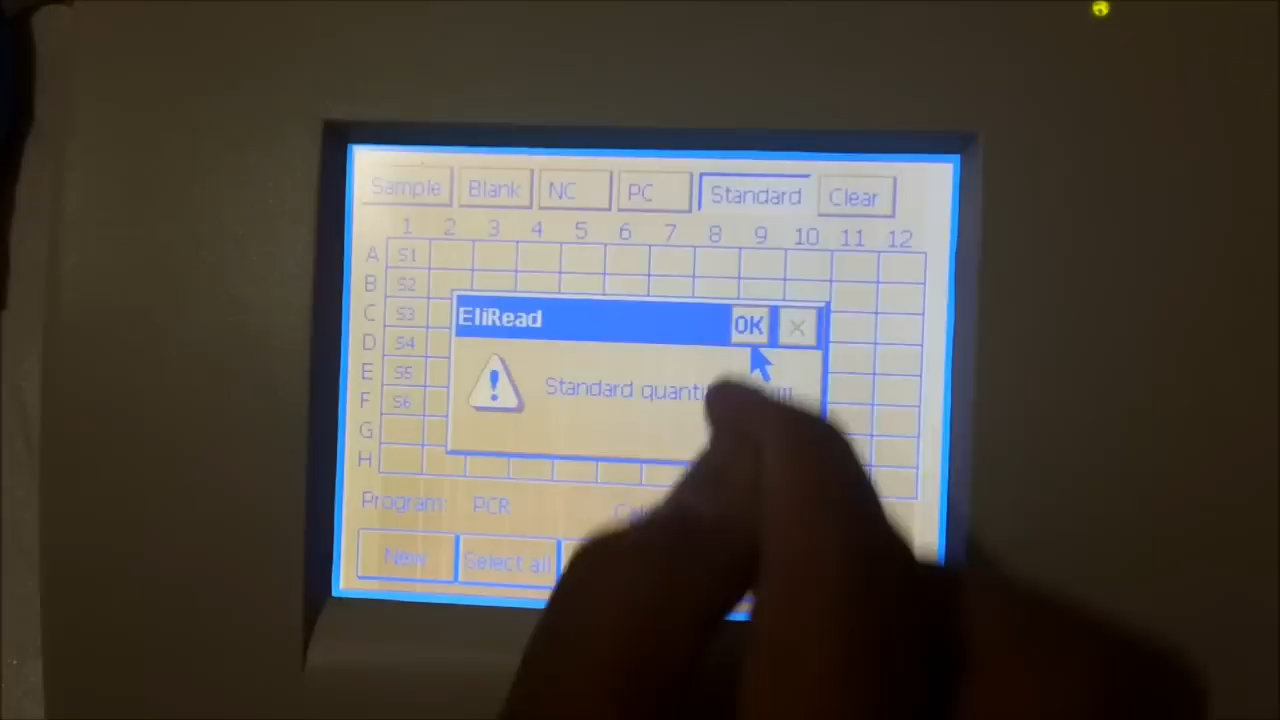 Sample Blank NC PC Standard Clear
1 2 3 4 5 6 7 8 9 10 11 12
A S1
B S2
C S3
D S4
E S5
F S6
G
H
EliRead OK ×
! Standard
Program: PCR
New Select all